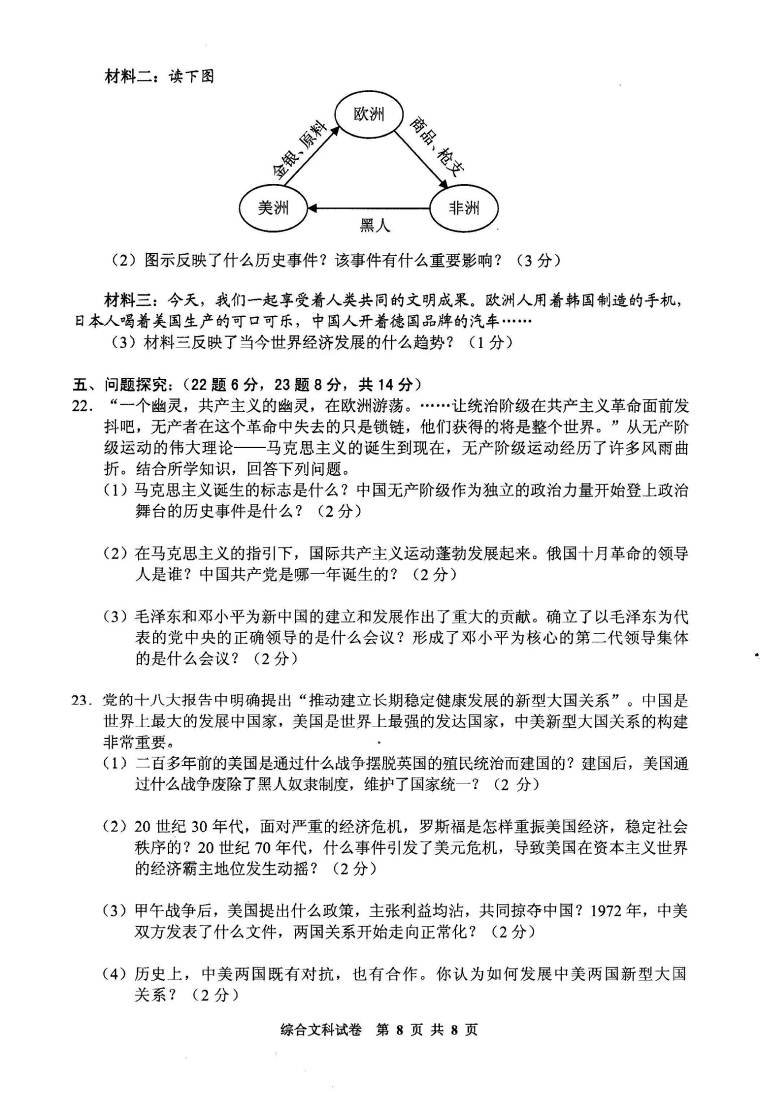 材料二：读下图
欧洲
金银、原料
商品、枪支
美洲
非洲
黑人
（2）图示反映了什么历史事件？该事件有什么重要影响？（3 分）
材料三：今天，我们一起享受着人类共同的文明成果。欧洲人用着韩国制造的手机，
日本人喝着美国生产的可口可乐，中国人开着德国品牌的汽车……
（3）材料三反映了当今世界经济发展的什么趋势？（1 分）
五、问题探究：（22 题 6 分，23 题 8 分，共 14 分）
22．“一个幽灵，共产主义的幽灵，在欧洲游荡。……让统治阶级在共产主义革命面前发
抖吧，无产者在这个革命中失去的只是锁链，他们获得的将是整个世界。”从无产阶
级运动的伟大理论——马克思主义的诞生到现在，无产阶级运动经历了许多风雨曲
折。结合所学知识，回答下列问题。
（1）马克思主义诞生的标志是什么？中国无产阶级作为独立的政治力量开始登上政治
舞台的历史事件是什么？（2 分）
（2）在马克思主义的指引下，国际共产主义运动蓬勃发展起来。俄国十月革命的领导
人是谁？中国共产党是哪一年诞生的？（2 分）
（3）毛泽东和邓小平为新中国的建立和发展作出了重大的贡献。确立了以毛泽东为代
表的党中央的正确领导的是什么会议？形成了邓小平为核心的第二代领导集体
的是什么会议？（2 分）
23．党的十八大报告中明确提出“推动建立长期稳定健康发展的新型大国关系”。中国是
世界上最大的发展中国家，美国是世界上最强的发达国家，中美新型大国关系的构建
非常重要。
（1）二百多年前的美国是通过什么战争摆脱英国的殖民统治而建国的？建国后，美国通
过什么战争废除了黑人奴隶制度，维护了国家统一？（2 分）
（2）20 世纪 30 年代，面对严重的经济危机，罗斯福是怎样重振美国经济，稳定社会
秩序的？20 世纪 70 年代，什么事件引发了美元危机，导致美国在资本主义世界
的经济霸主地位发生动摇？（2 分）
（3）甲午战争后，美国提出什么政策，主张利益均沾，共同掠夺中国？1972 年，中美
双方发表了什么文件，两国关系开始走向正常化？（2 分）
（4）历史上，中美两国既有对抗，也有合作。你认为如何发展中美两国新型大国
关系？（2 分）
综合文科试卷 第 8 页 共 8 页